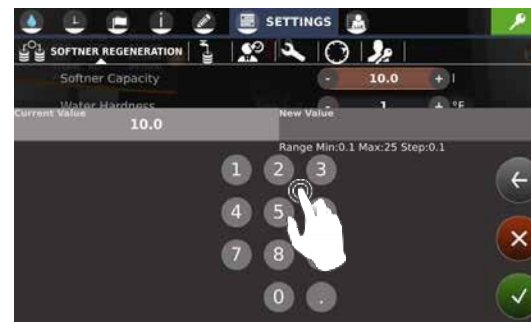 SETTINGS
SOFTNER REGENERATION
Softner Capacity - 10.0 + l
Water Hardness - 1 + °F
Current Value New Value
10.0
Range Min:0.1 Max:25 Step:0.1
1 2 3
4 5
7 8
0 .